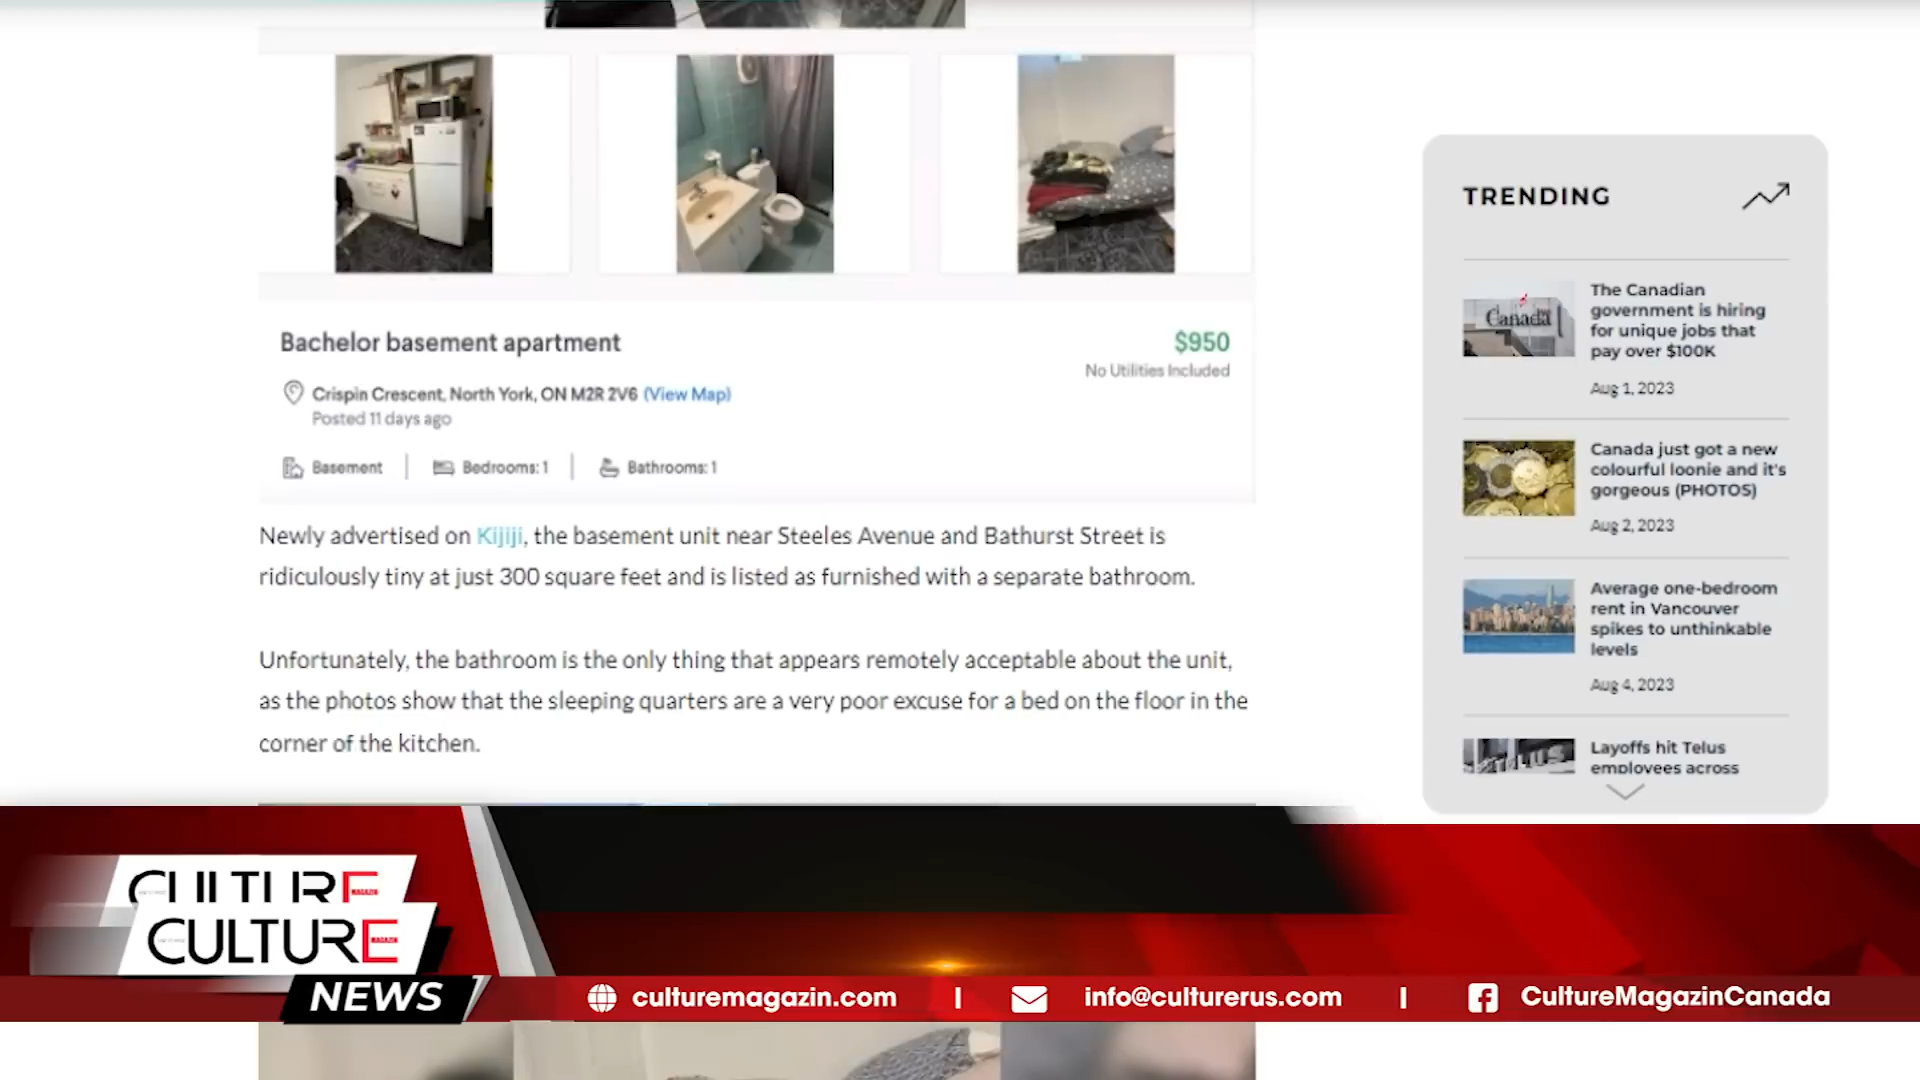 Bachelor basement apartment
$950
No Utilities Included
Crispin Crescent, North York, ON M2R 2V6 (View Map)
Posted 11 days ago
Basement
Bedrooms: 1
Bathrooms: 1
Newly advertised on Kijiji, the basement unit near Steeles Avenue and Bathurst Street is
ridiculously tiny at just 300 square feet and is listed as furnished with a separate bathroom.
Unfortunately, the bathroom is the only thing that appears remotely acceptable about the unit,
as the photos show that the sleeping quarters are a very poor excuse for a bed on the floor in the
corner of the kitchen.
TRENDING
Canada
The Canadian
government is hiring
for unique jobs that
pay over $100K
Aug 1, 2023
Canada just got a new
colourful loonie and it's
gorgeous (PHOTOS)
Aug 2, 2023
Average one-bedroom
rent in Vancouver
spikes to unthinkable
levels
Aug 4, 2023
Layoffs hit Telus
employees across
CULTURE
MAGAZIN
CULTURE
MAGAZIN
NEWS
culturemagazin.com
info@culturerus.com
CultureMagazinCanada